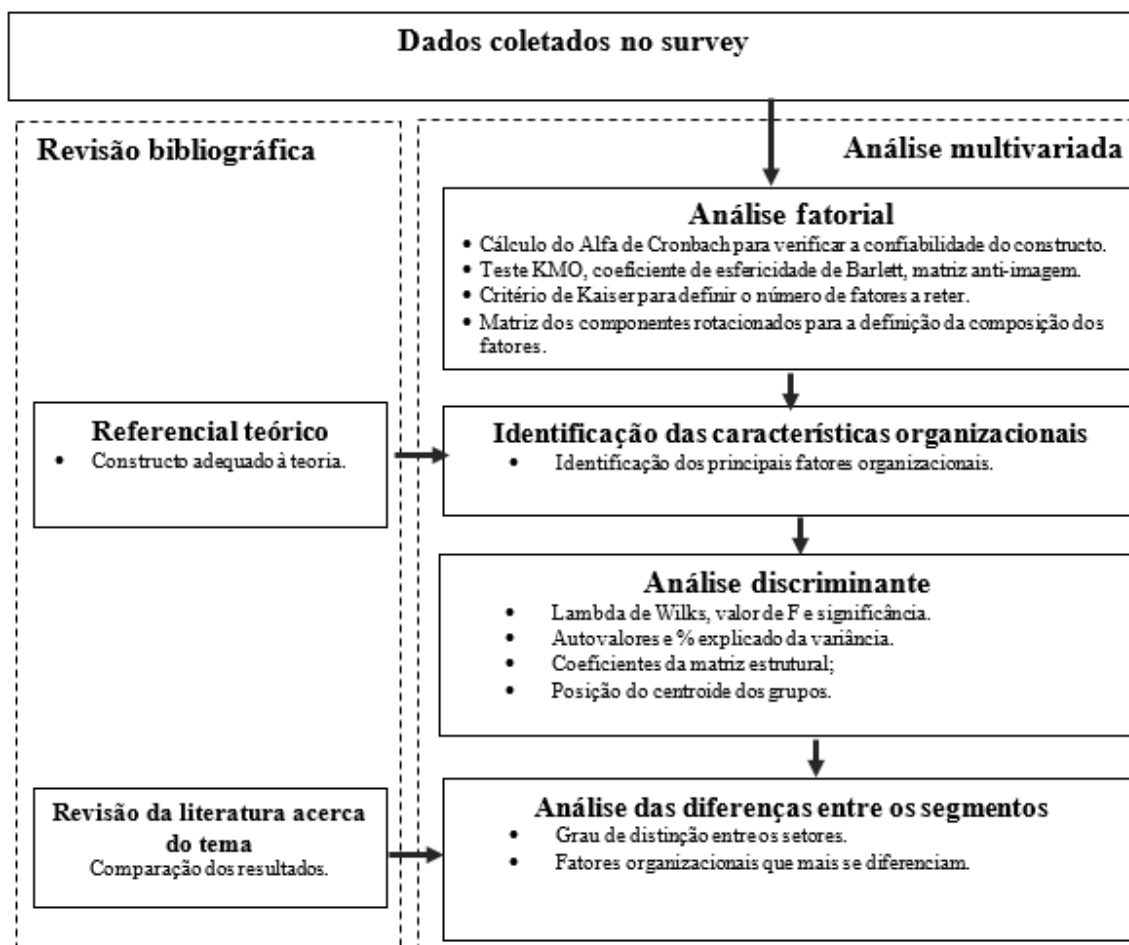 Dados coletados no survey
Revisão bibliográfica
Análise multivariada
Análise fatorial
• Cálculo do Alfa de Cronbach para verificar a confiabilidade do constructo.
• Teste KMO, coeficiente de esfericidade de Barlett, matriz anti-imagem.
• Critério de Kaiser para definir o número de fatores a reter.
• Matriz dos componentes rotacionados para a definição da composição dos
fatores.
Referencial teórico
• Constructo adequado à teoria.
Identificação das características organizacionais
• Identificação dos principais fatores organizacionais.
Análise discriminante
• Lambda de Wilks, valor de F e significância.
• Autovalores e % explicado da variância.
• Coeficientes da matriz estrutural;
• Posição do centroide dos grupos.
Revisão da literatura acerca
do tema
Comparação dos resultados.
Análise das diferenças entre os segmentos
• Grau de distinção entre os setores.
• Fatores organizacionais que mais se diferenciam.